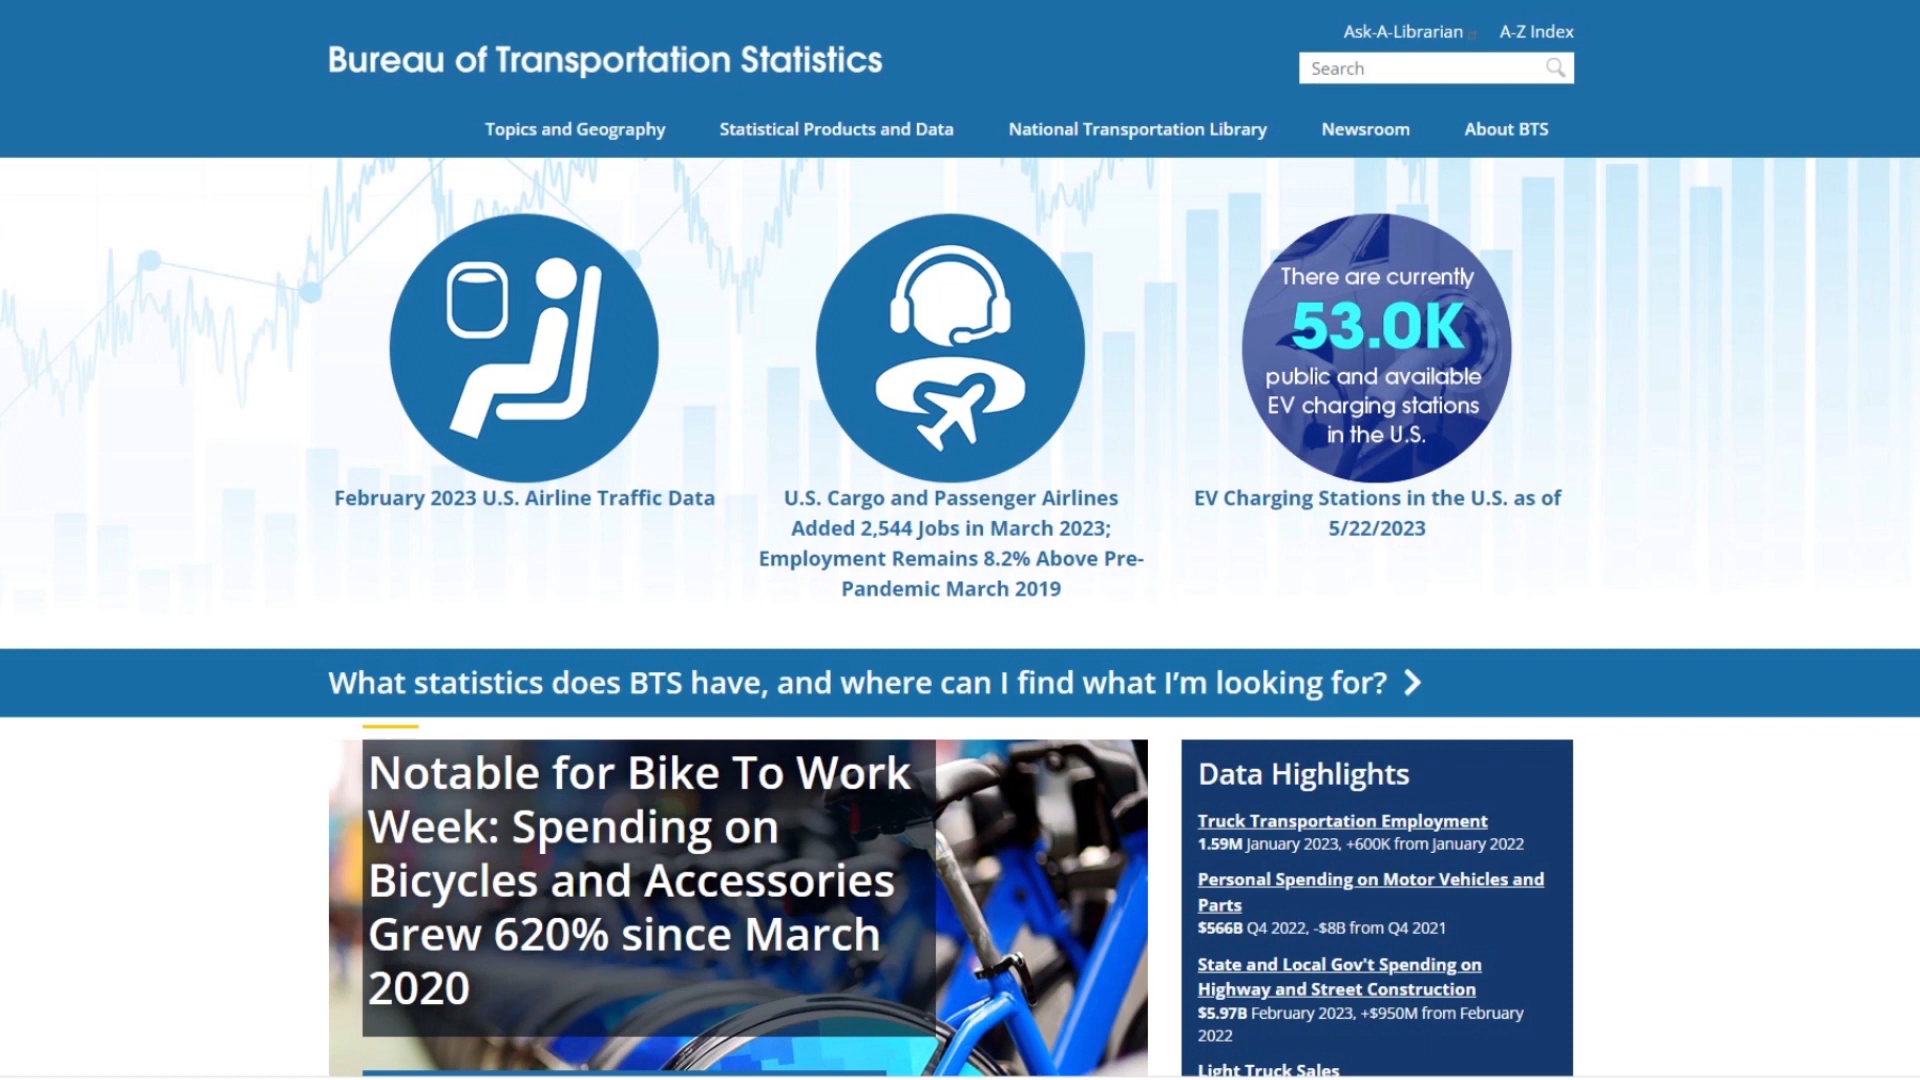 Ask-A-Librarian A-Z Index
Bureau of Transportation Statistics
Search
Topics and Geography Statistical Products and Data National Transportation Library Newsroom About BTS
There are currently
53.0K
public and available
EV charging stations
in the U.S.
February 2023 U.S. Airline Traffic Data
U.S. Cargo and Passenger Airlines
Added 2,544 Jobs in March 2023;
Employment Remains 8.2% Above Pre-
Pandemic March 2019
EV Charging Stations in the U.S. as of
5/22/2023
What statistics does BTS have, and where can I find what I'm looking for?
Notable for Bike To Work
Week: Spending on
Bicycles and Accessories
Grew 620% since March
2020
Data Highlights
Truck Transportation Employment
1.59M January 2023, +600K from January 2022
Personal Spending on Motor Vehicles and
Parts
$566B Q4 2022, -$8B from Q4 2021
State and Local Gov't Spending on
Highway and Street Construction
$5.97B February 2023, +$950M from February
2022
Light Truck Sales